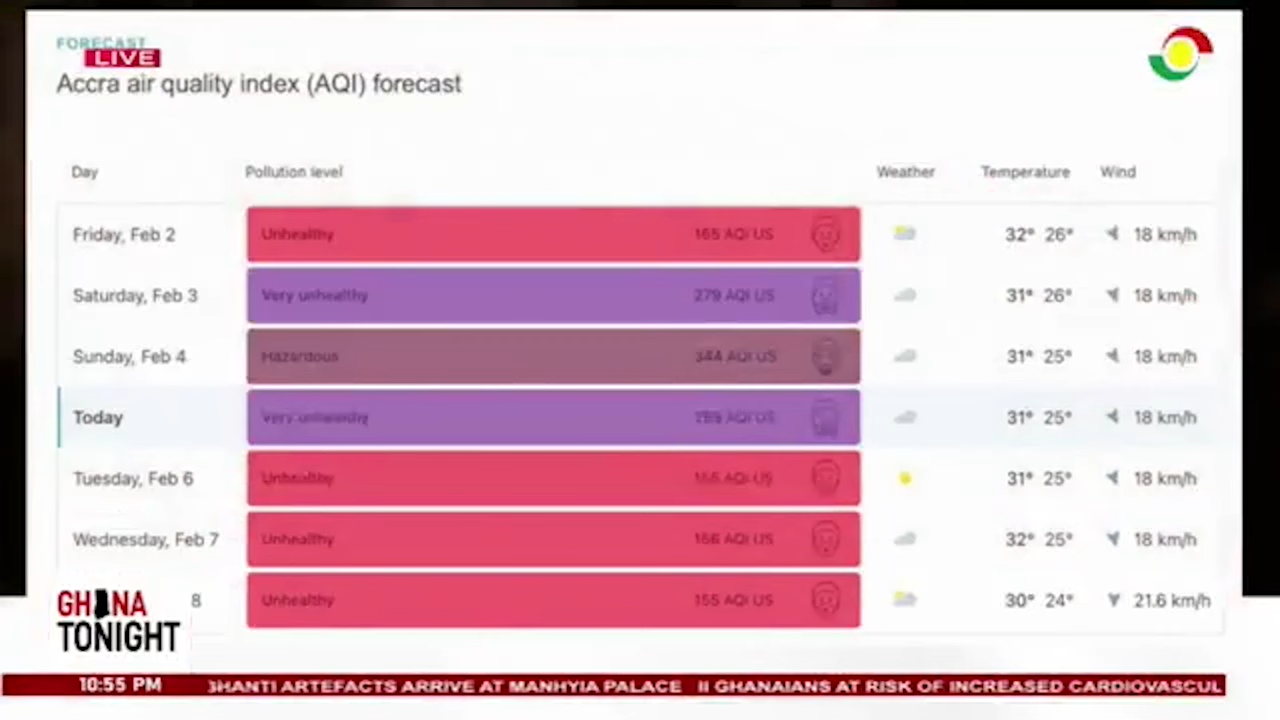 FORECAST
LIVE
Accra air quality index (AQI) forecast
Day Pollution level Weather Temperature Wind
Friday, Feb 2 Unhealthy 165 AQI US 32° 26° 18 km/h
Saturday, Feb 3 Very unhealthy 279 AQI US 31° 26° 18 km/h
Sunday, Feb 4 Hazardous 344 AQI US 31° 25° 18 km/h
Today Very unhealthy AQI US 31° 25° 18 km/h
Tuesday, Feb 6 Unhealthy AQI US 31° 25° 18 km/h
Wednesday, Feb 7 Unhealthy AQI US 32° 25° 18 km/h
8 Unhealthy 155 AQI US 30° 24° 21.6 km/h
GHANA
TONIGHT
10:55 PM SHANTI ARTEFACTS ARRIVE AT MANHYIA PALACE II GHANAIANS AT RISK OF INCREASED CARDIOVASCUL